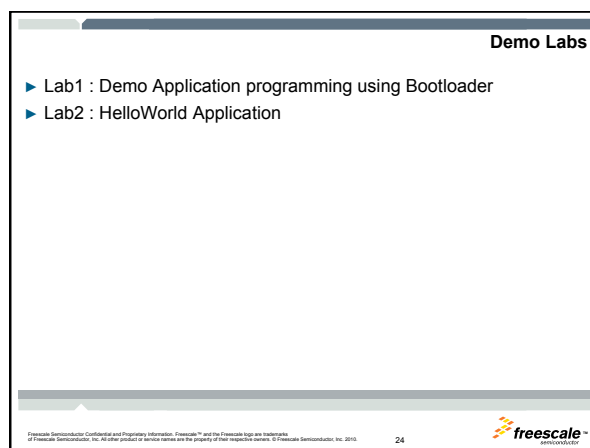 Demo Labs
► Lab1 : Demo Application programming using Bootloader
► Lab2 : HelloWorld Application
Freescale Semiconductor Confidential and Proprietary Information. Freescale™ and the Freescale logo are trademarks
of Freescale Semiconductor, Inc. All other product or service names are the property of their respective owners. © Freescale Semiconductor, Inc. 2010.
24
freescale™
semiconductor